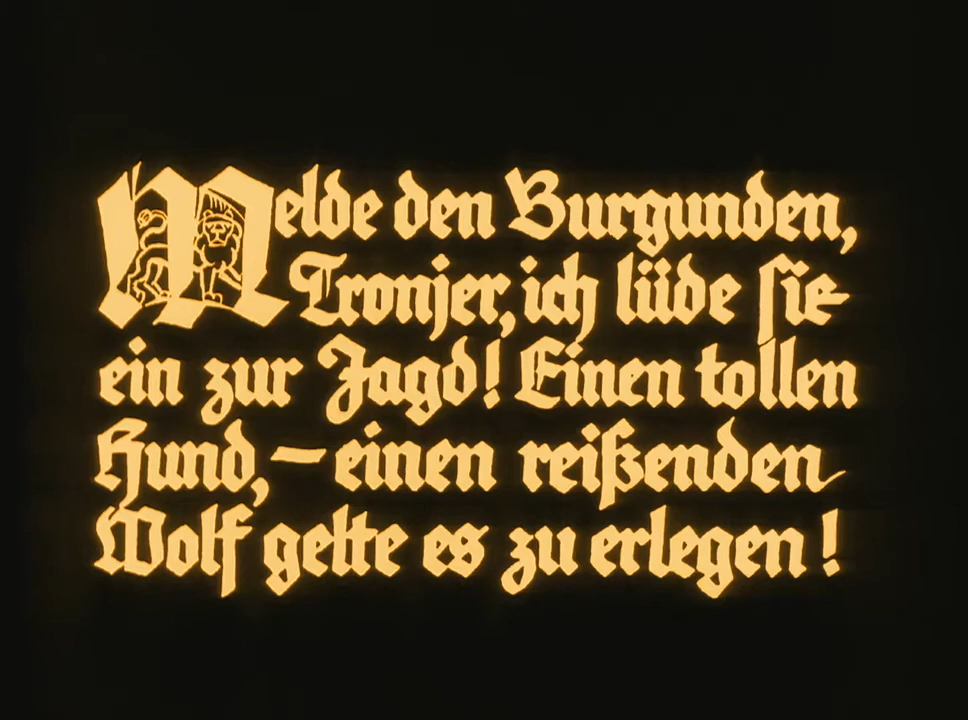 Melde den Burgunden,
Tronjer, ich lüde sie
ein zur Jagd! Einen tollen
Hund, – einen reißenden
Wolf gelte es zu erlegen!